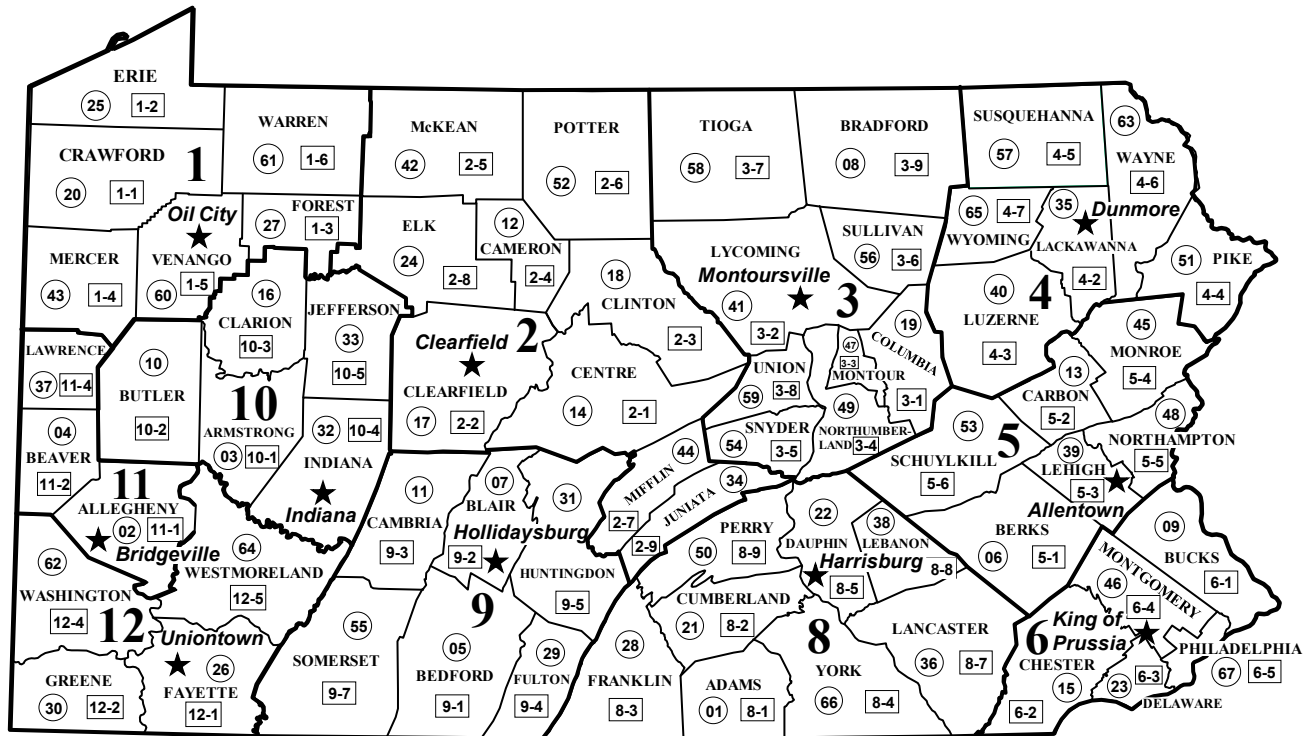 ERIE
25 1-2
WARREN
61 1-6
McKEAN
42 2-5
POTTER
52 2-6
TIOGA
58 3-7
BRADFORD
08 3-9
SUSQUEHANNA
57 4-5
63
WAYNE
4-6
CRAWFORD
20 1-1
1
Oil City
VENANGO
1-5
60
27
FOREST
1-3
MERCER
43 1-4
ELK
24
2-8
12
CAMERON
2-4
18
CLINTON
2-3
LYCOMING
Montoursville
41
3-2
3
SULLIVAN
56 3-6
65 4-7
WYOMING
35
Dunmore
LACKAWANNA
4-2
51 PIKE
4-4
40
4
LUZERNE
4-3
LAWRENCE
37 11-4
10
BUTLER
10-2
16
CLARION
10-3
JEFFERSON
33
10-5
Clearfield
2
CLEARFIELD
17 2-2
CENTRE
14 2-1
UNION
59 3-8
47
3-3
MONTOUR
19
COLUMBIA
3-1
45
MONROE
5-4
13
CARBON
5-2
04
BEAVER
11-2
10
ARMSTRONG
03 10-1
32 10-4
INDIANA
Indiana
54 SNYDER
3-5
49
NORTHUMBER-
LAND 3-4
53
5
SCHUYLKILL
5-6
48
NORTHAMPTON
5-5
39
LEHIGH
5-3
Allentown
11
ALLEGHENY
02 11-1
Bridgeville
64
WESTMORELAND
12-5
11
CAMBRIA
9-3
07
BLAIR
Hollidaysburg
9-2
31
HUNTINGDON
9-5
44
MIFFLIN
2-7
34
JUNIATA
2-9
PERRY
50 8-9
22
DAUPHIN
Harrisburg
8-5
38
LEBANON
8-8
BERKS
06 5-1
09
BUCKS
6-1
MONTGOMERY
46
6-4
62
WASHINGTON
12-4
12
Uniontown
26
FAYETTE
12-1
GREENE
30 12-2
55
SOMERSET
9-7
9
05
BEDFORD
9-1
29
FULTON
9-4
28
FRANKLIN
8-3
CUMBERLAND
21 8-2
ADAMS
01 8-1
8
YORK
66 8-4
LANCASTER
36 8-7
6
King of
Prussia
CHESTER
15
6-2
6-3
23
DELAWARE
PHILADELPHIA
67 6-5